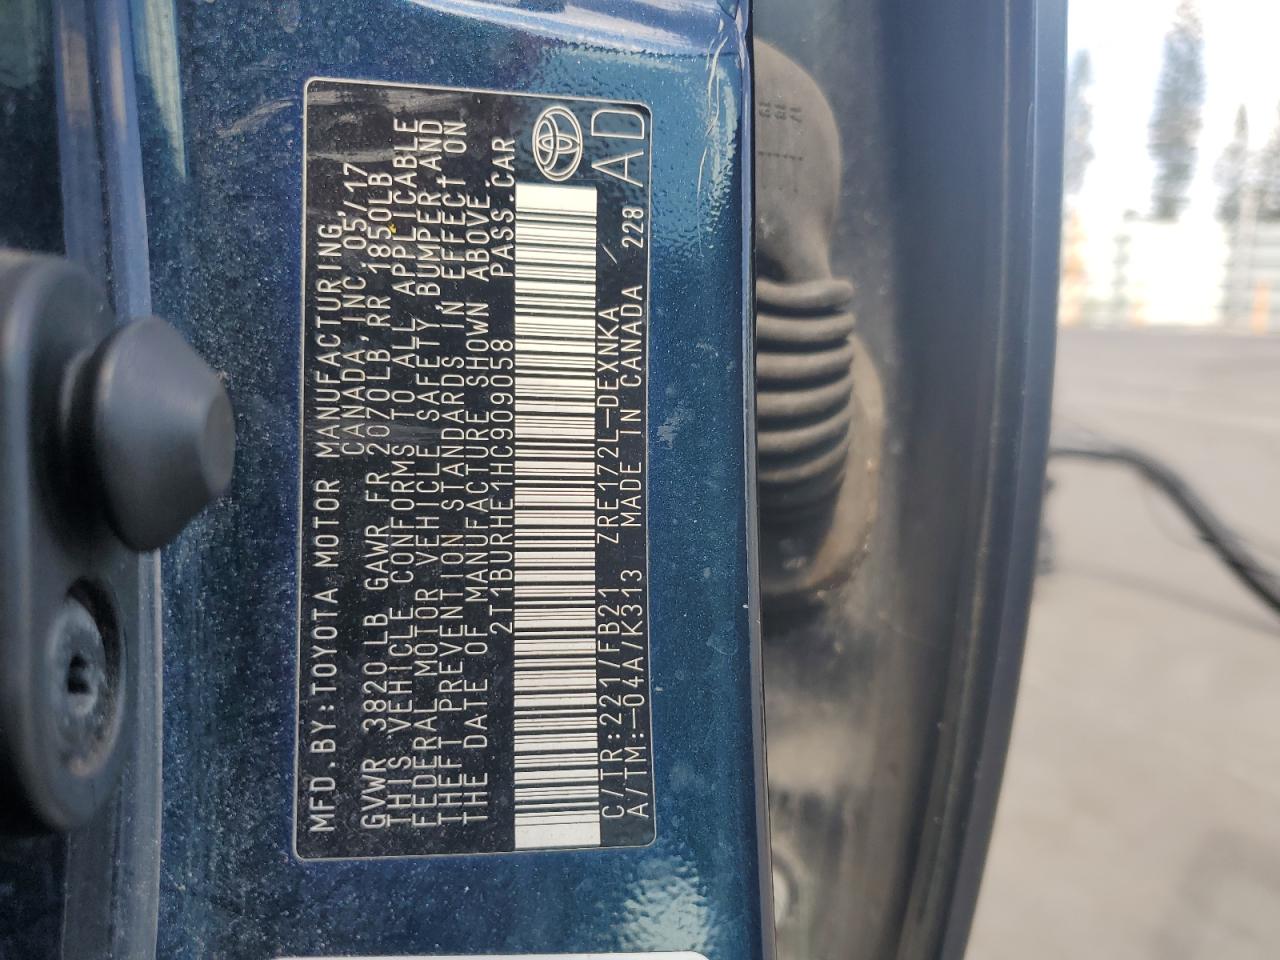 MFD.BY:TOYOTA MOTOR MANUFACTURING,
CANADA, INC. 05/17
GVWR 3820 LB GAWR FR 2070LB, RR 1850LB
THIS VEHICLE CONFORMS TO ALL APPLICABLE
FEDERAL MOTOR VEHICLE SAFETY, BUMPER, AND
THEFT PREVENTION STANDARDS IN EFFECT ON
THE DATE OF MANUFACTURE SHOWN ABOVE.
2T1BURHE1HC909058 PASS.CAR
C/TR:221/FB21 ZRE172L-DEXNKA /
A/TM:-04A/K313 MADE IN CANADA 228
AD